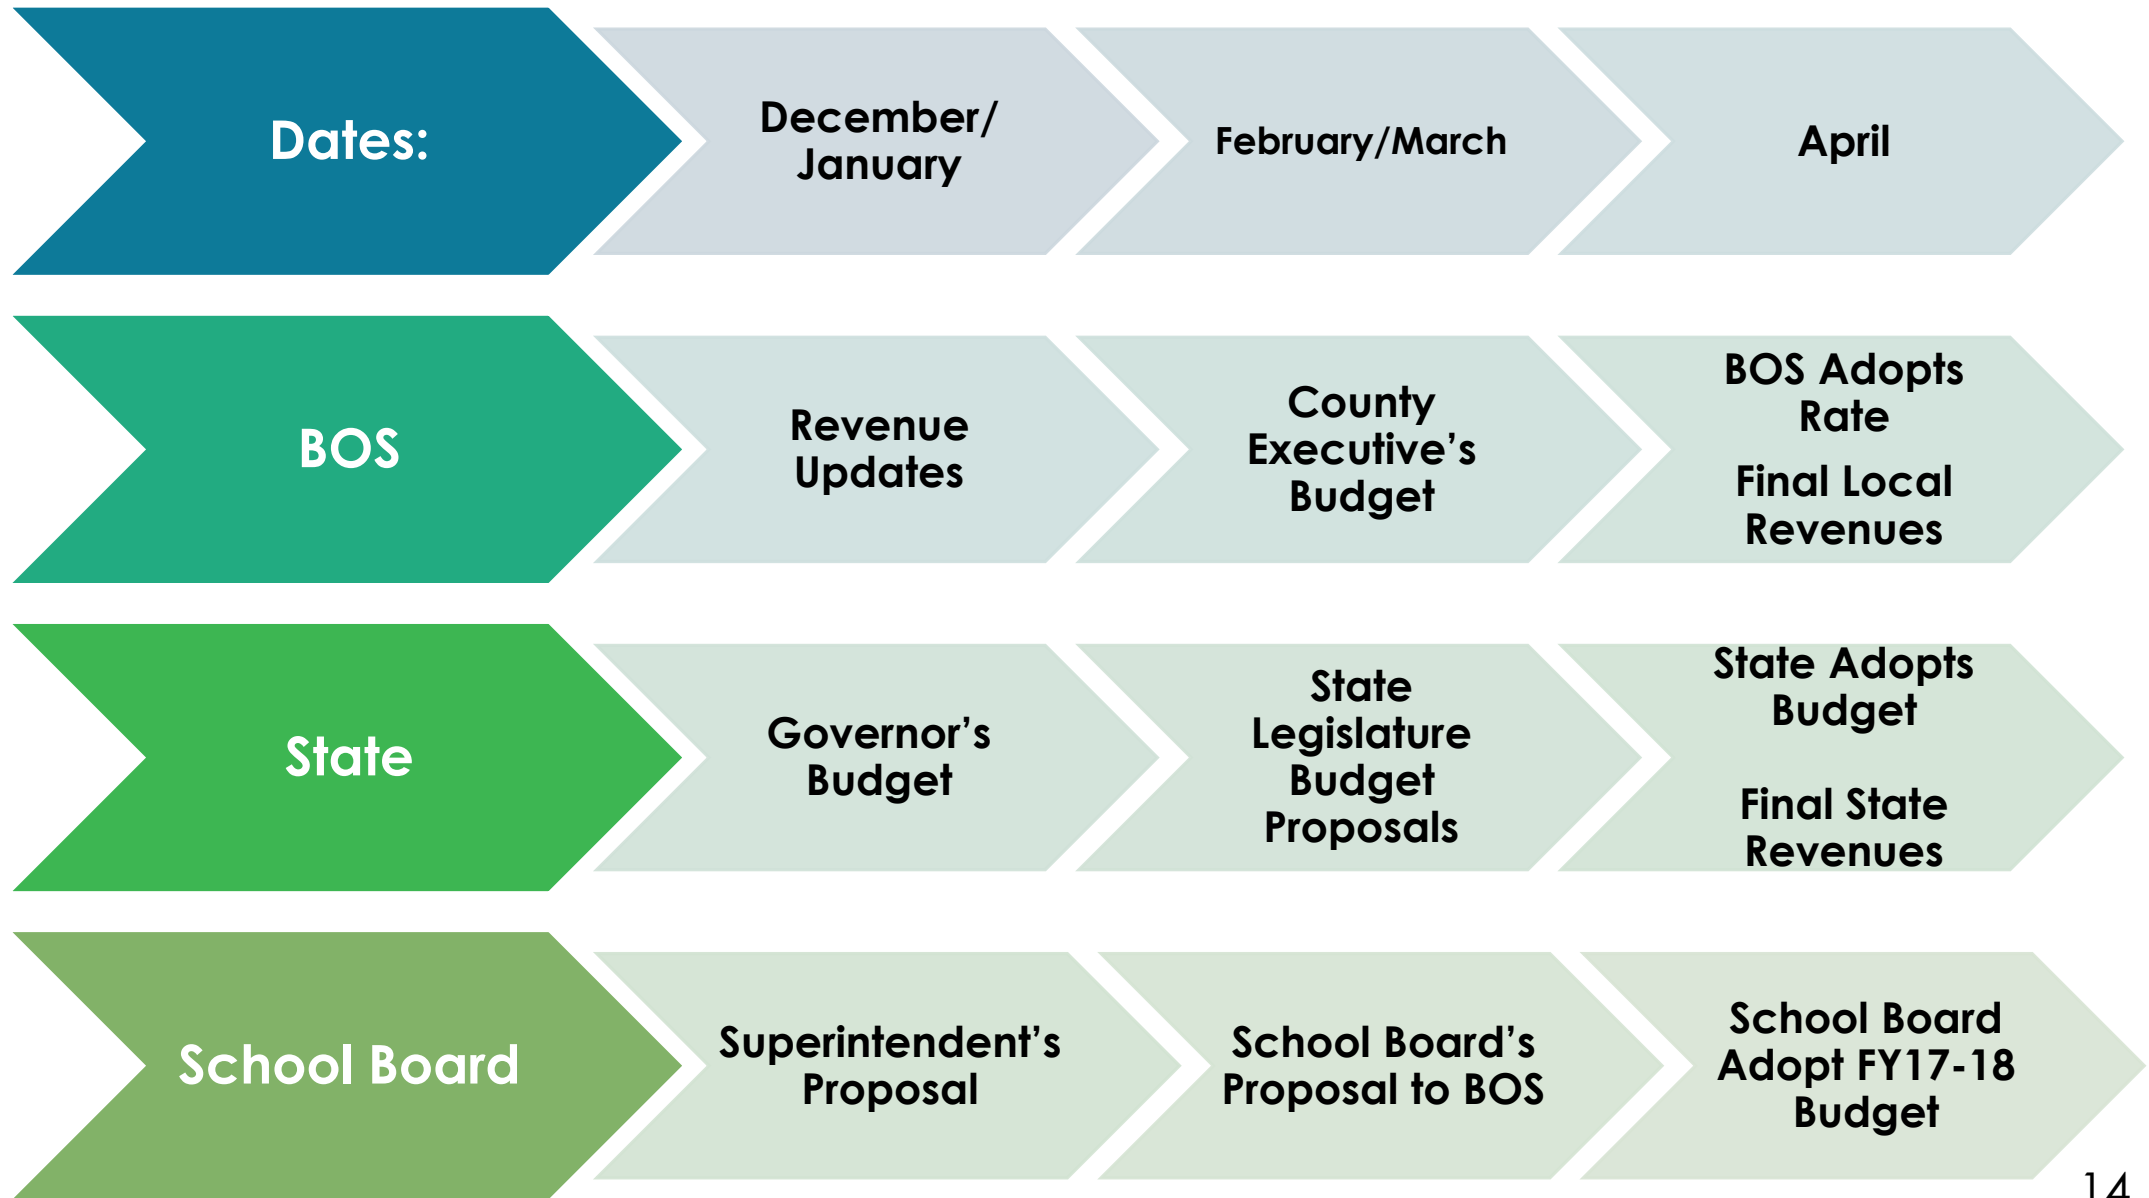 Dates:
December/
January
February/March
April
BOS
Revenue
Updates
County
Executive’s
Budget
BOS Adopts
Rate
Final Local
Revenues
State
Governor’s
Budget
State
Legislature
Budget
Proposals
State Adopts
Budget
Final State
Revenues
School Board
Superintendent’s
Proposal
School Board’s
Proposal to BOS
School Board
Adopt FY17-18
Budget
14